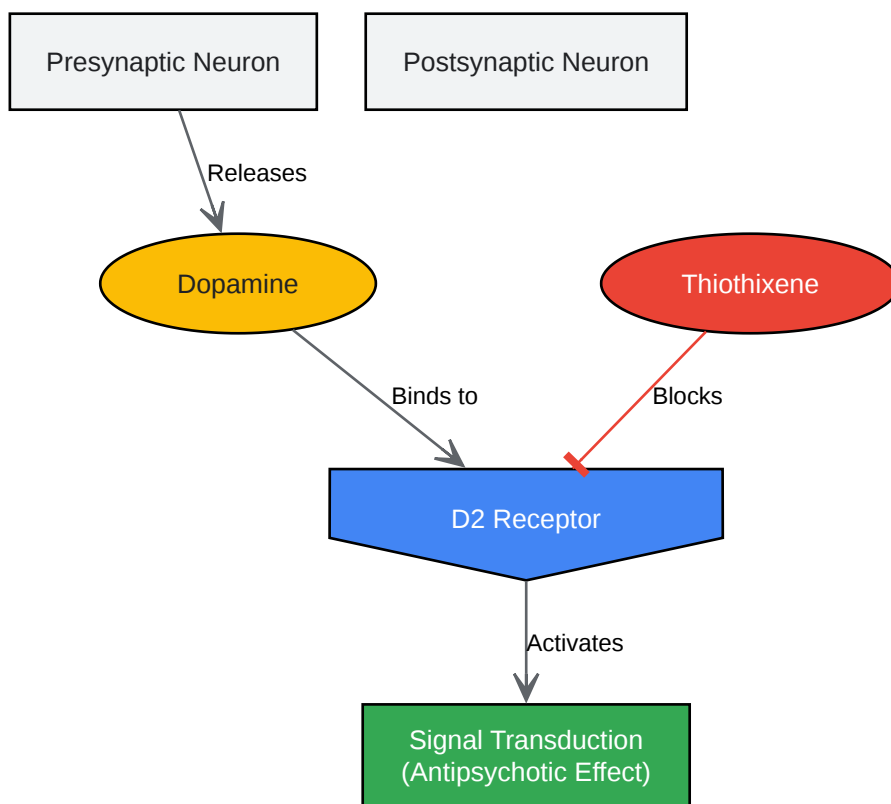 Presynaptic Neuron
Postsynaptic Neuron
Releases
Dopamine
Thiothixene
Binds to
Blocks
D2 Receptor
Activates
Signal Transduction
(Antipsychotic Effect)